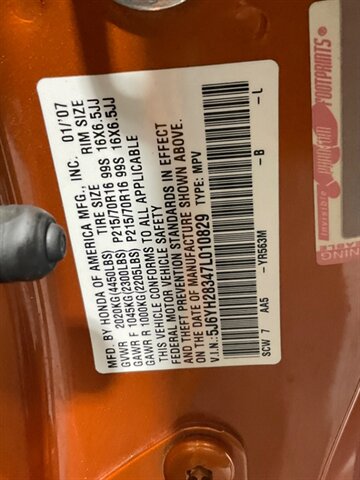 MFD. BY HONDA OF AMERICA MFG., INC. 01/'07
GVWR 2020KG(4450LBS) TIRE SIZE RIM SIZE
GAWR F 1045KG(2300LBS) P215/70R16 99S 16X6.5JJ
GAWR R 1000KG(2205LBS) P215/70R16 99S 16X6.5JJ
THIS VEHICLE CONFORMS TO ALL APPLICABLE
FEDERAL MOTOR VEHICLE SAFETY
AND THEFT PREVENTION STANDARDS IN EFFECT
ON THE DATE OF MANUFACTURE SHOWN ABOVE.
V.I.N.:5J6YH28347L010829 TYPE: MPV
SCW 7 AA5 -YR563M -B -L
FOOTPRINTS